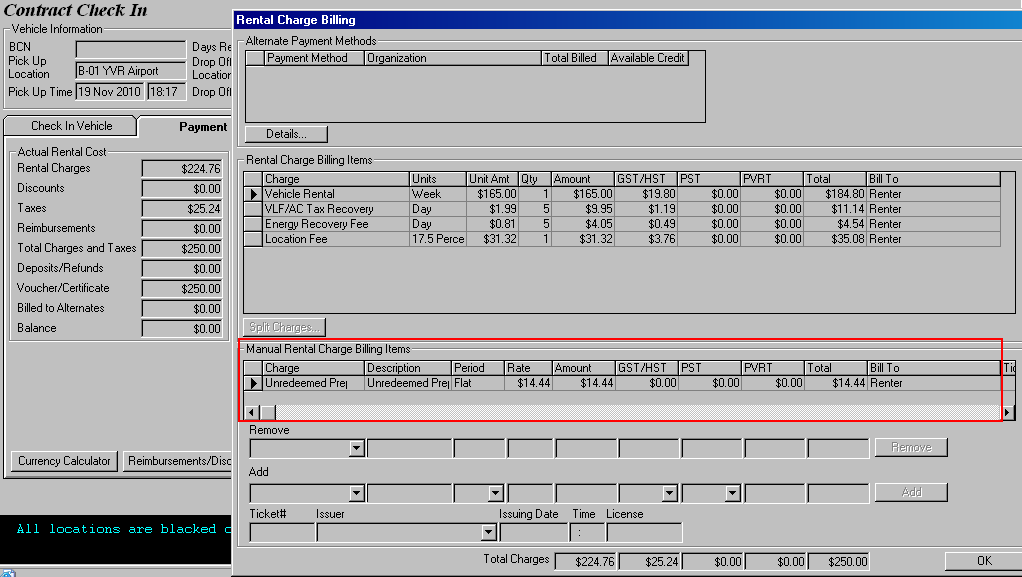 Contract Check In
Vehicle Information
BCN Days Re
Pick Up Location B-01 YVR Airport Drop Off Location
Pick Up Time 19 Nov 2010 18:17 Drop Off
Check In Vehicle Payment
Actual Rental Cost
Rental Charges $224.76
Discounts $0.00
Taxes $25.24
Reimbursements $0.00
Total Charges and Taxes $250.00
Deposits/Refunds $0.00
Voucher/Certificate $250.00
Billed to Alternates $0.00
Balance $0.00
Currency Calculator Reimbursements/Disc
All locations are blacked
Rental Charge Billing
Alternate Payment Methods
Payment Method Organization Total Billed Available Credit
Details...
Rental Charge Billing Items
Charge Units Unit Amt Qty Amount GST/HST PST PVRT Total Bill To
Vehicle Rental Week $165.00 1 $165.00 $19.80 $0.00 $0.00 $184.80 Renter
VLF/AC Tax Recovery Day $1.99 5 $9.95 $1.19 $0.00 $0.00 $11.14 Renter
Energy Recovery Fee Day $0.81 5 $4.05 $0.49 $0.00 $0.00 $4.54 Renter
Location Fee 17.5 Perce $31.32 1 $31.32 $3.76 $0.00 $0.00 $35.08 Renter
Split Charges...
Manual Rental Charge Billing Items
Charge Description Period Rate Amount GST/HST PST PVRT Total Bill To Tic
Unredeemed Prep Unredeemed Prep Flat $14.44 $14.44 $0.00 $0.00 $0.00 $14.44 Renter
Remove
Remove
Add
Add
Ticket# Issuer Issuing Date Time License
:
Total Charges $224.76 $25.24 $0.00 $0.00 $250.00
OK